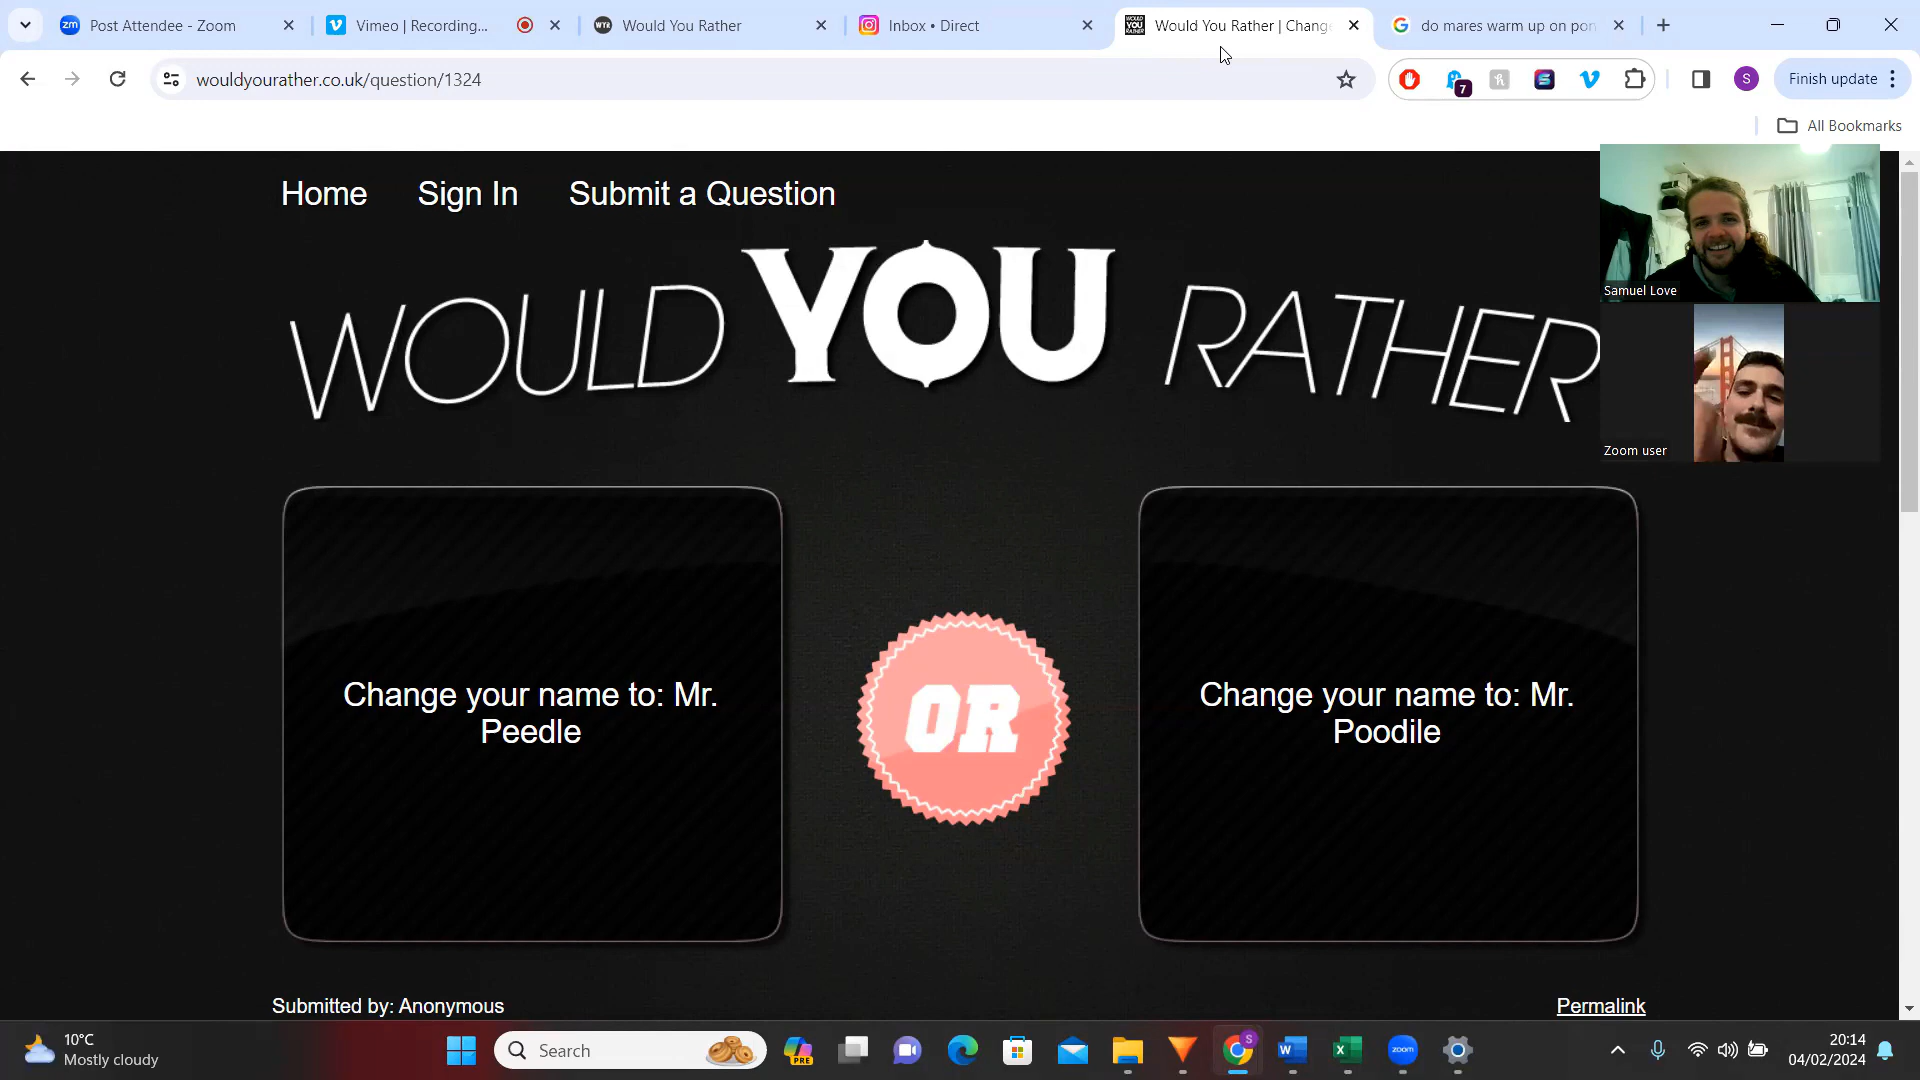 Post Attendee - Zoom
Vimeo | Recording...
Would You Rather
Inbox • Direct
Would You Rather | Chang
do mares warm up on pon
wouldyourather.co.uk/question/1324
7
S
Finish update
All Bookmarks
Home
Sign In
Submit a Question
WOULD YOU RATHER
Samuel Love
Zoom user
Change your name to: Mr.
Peedle
OR
Change your name to: Mr.
Poodile
Submitted by: Anonymous
Permalink
10°C
Mostly cloudy
Search
PRE
zoom
20:14
04/02/2024